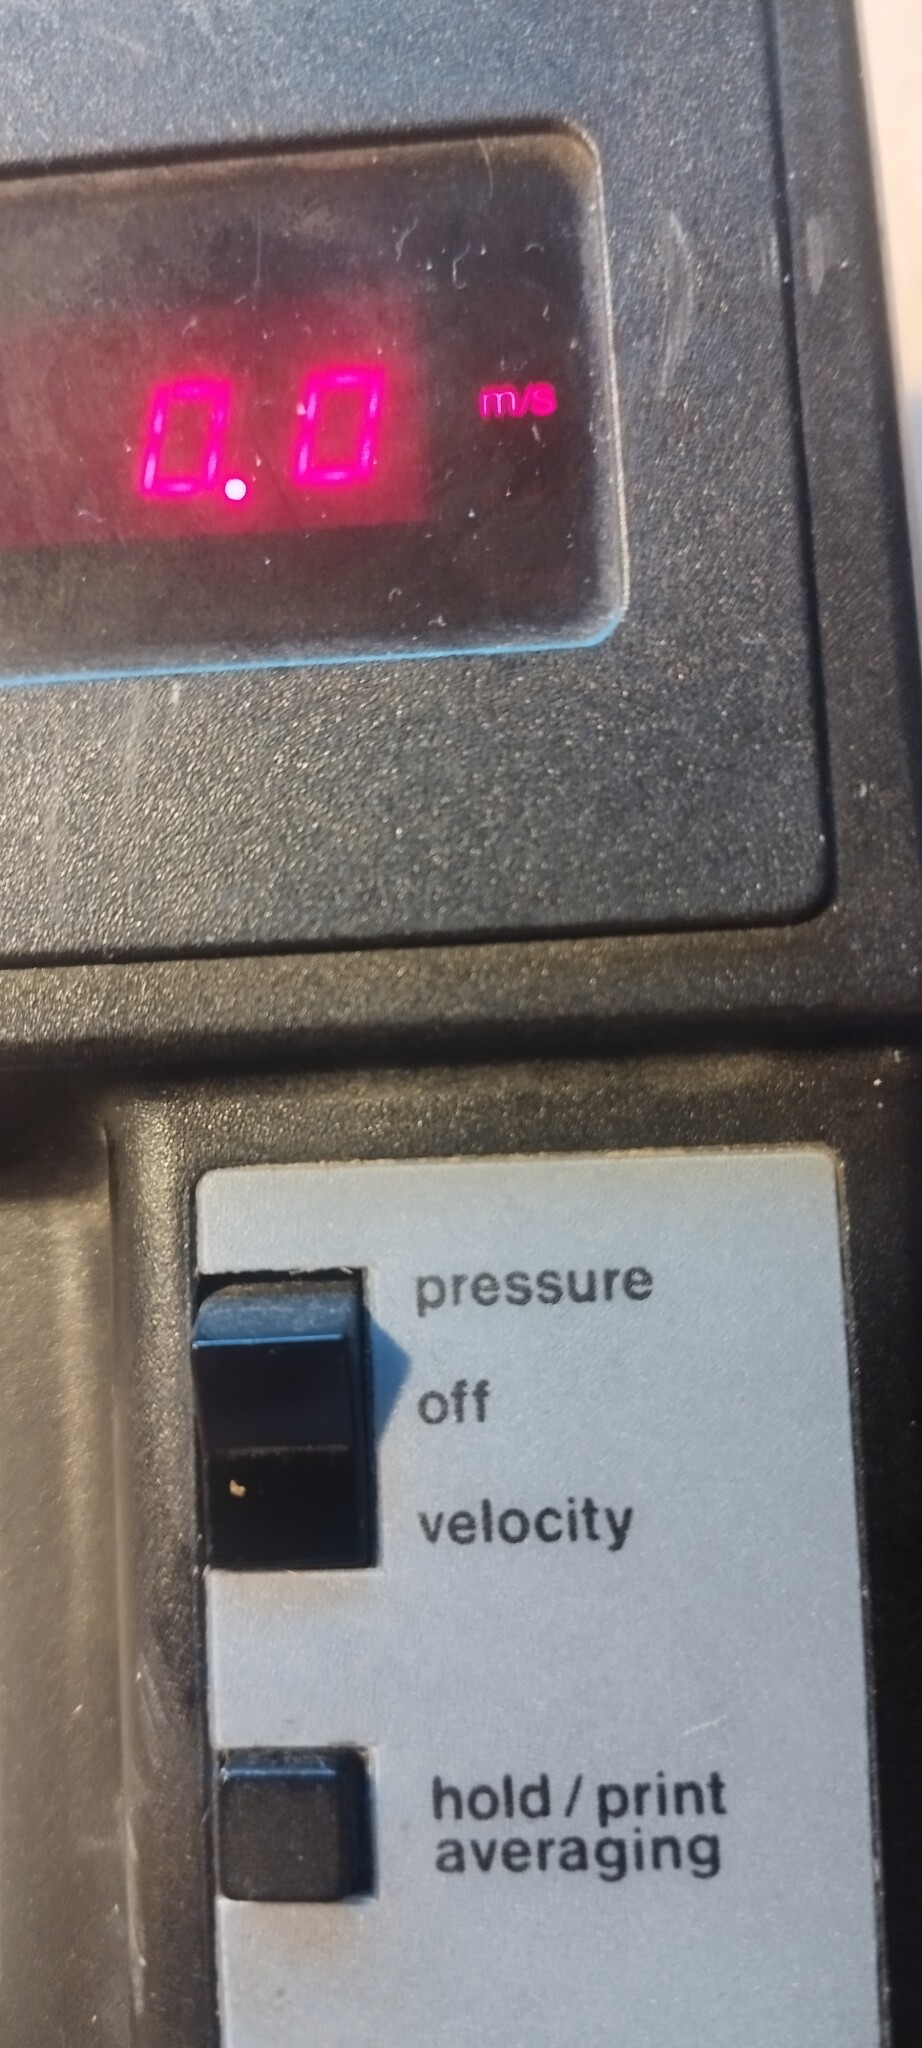 0.0 m/s
pressure
off
velocity
hold / print
averaging